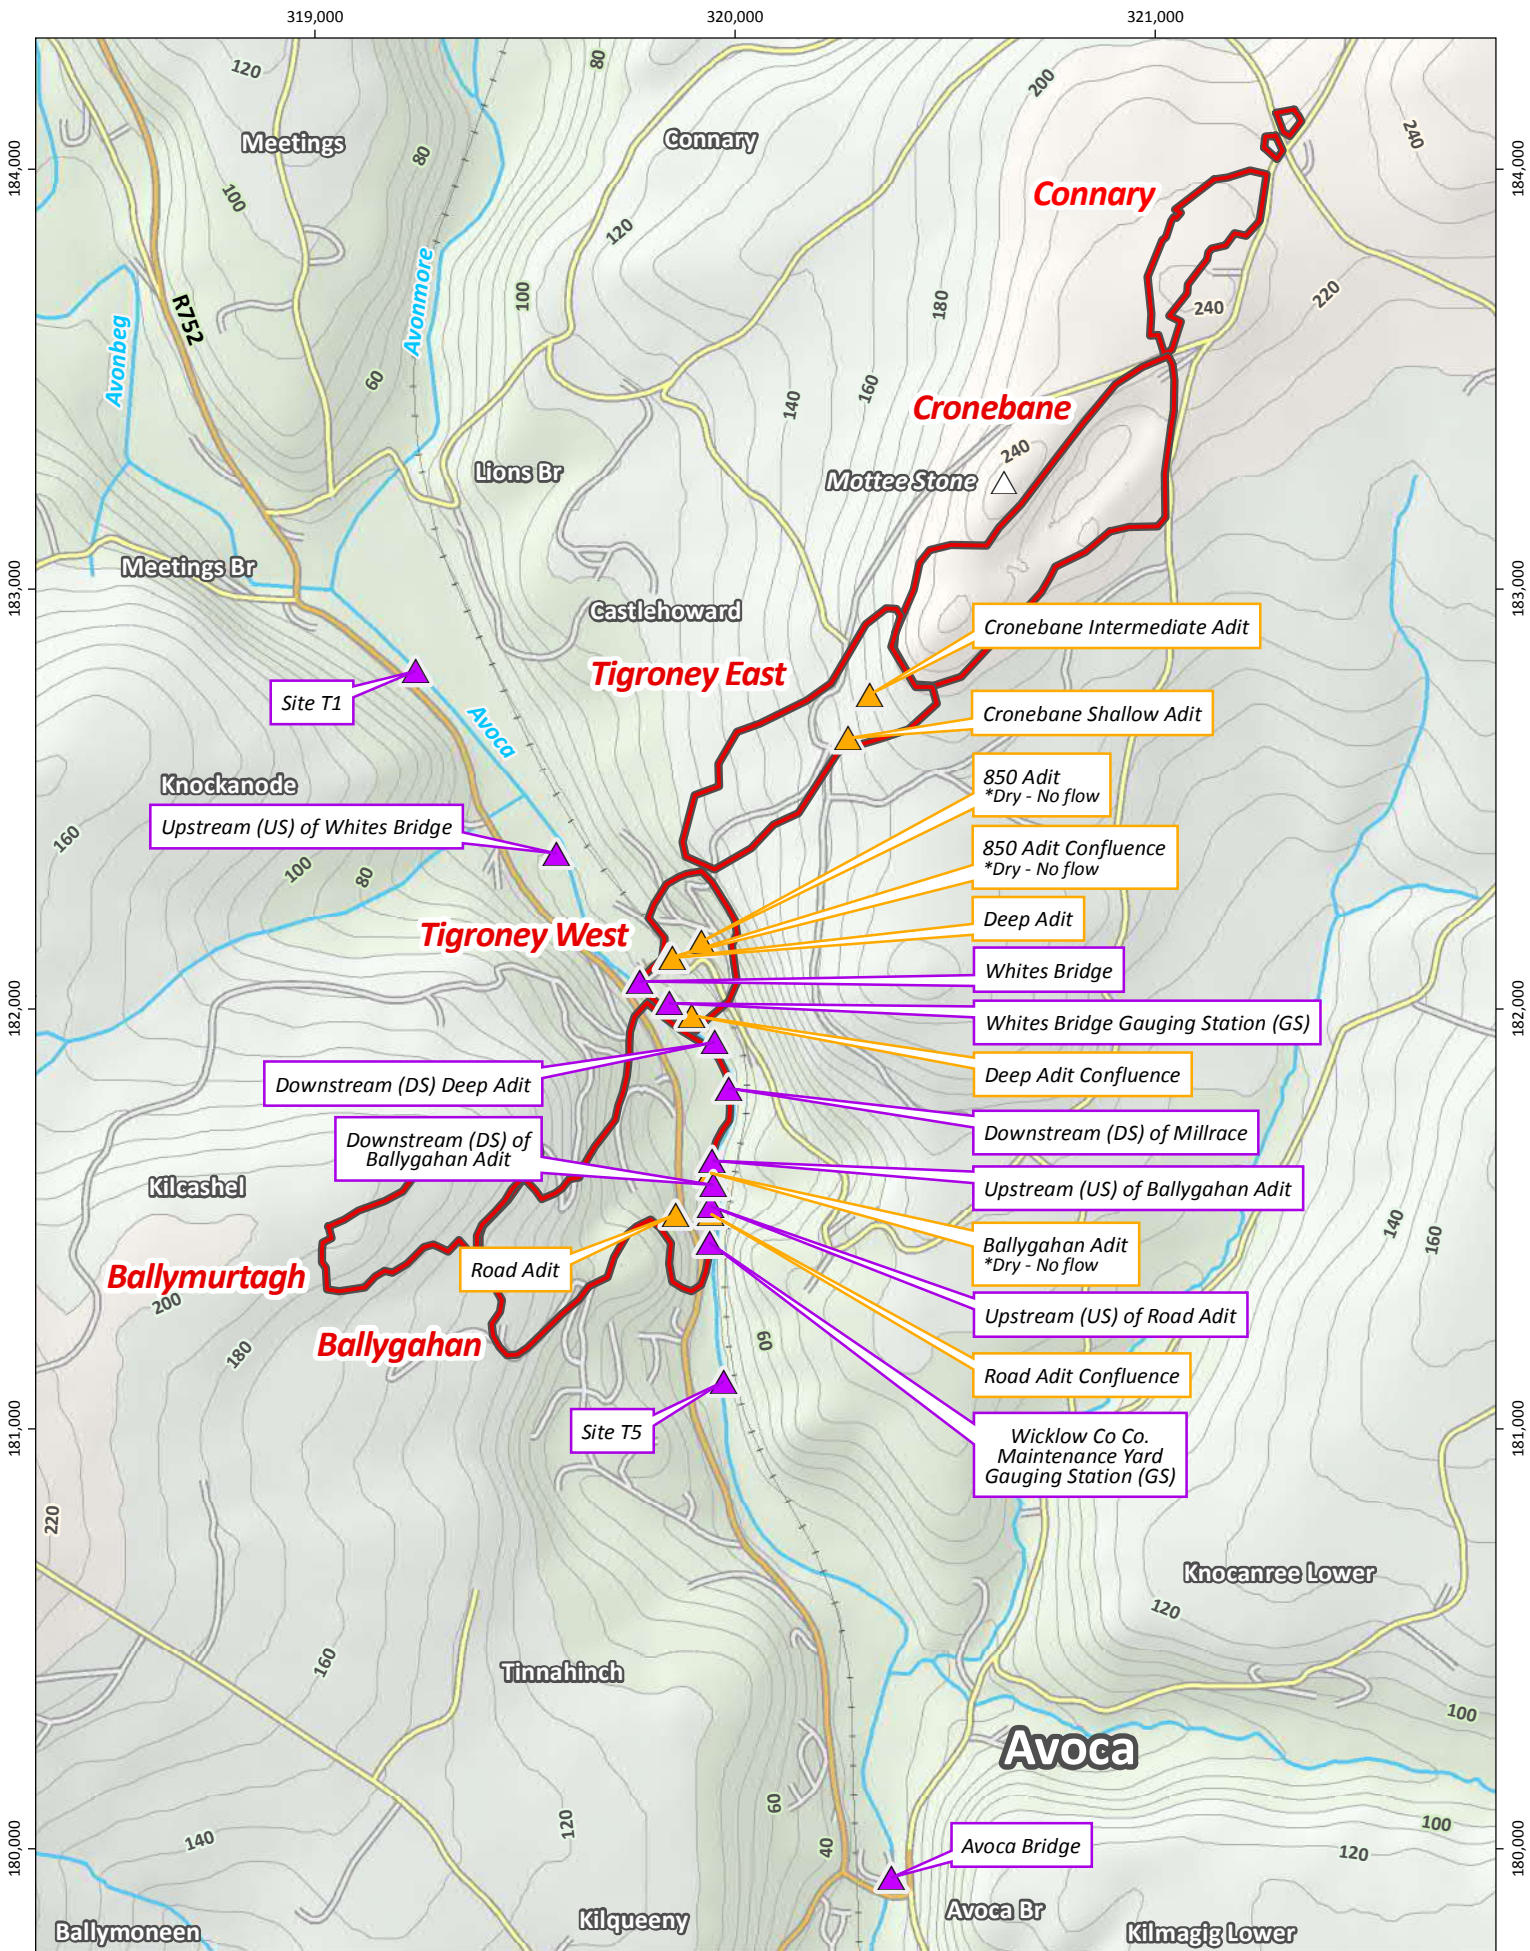 319,000
320,000
321,000
80
120
200
240
Meetings
Connary
80
184,000
184,000
100
Connary
120
Avonmore
100
180
240
220
R752
Avonbeg
60
140
160
Cronebane
240
Lions Br
Mottee Stone
Meetings Br
183,000
183,000
Castlehoward
Cronebane Intermediate Adit
Tigroney East
Site T1
Cronebane Shallow Adit
Avoca
850 Adit
*Dry - No flow
Knockanode
Upstream (US) of Whites Bridge
160
850 Adit Confluence
*Dry - No flow
100
80
Deep Adit
Tigroney West
Whites Bridge
182,000
182,000
Whites Bridge Gauging Station (GS)
Downstream (DS) Deep Adit
Deep Adit Confluence
Downstream (DS) of Millrace
Downstream (DS) of
Ballygahan Adit
Kilcashel
Upstream (US) of Ballygahan Adit
140
160
Ballygahan Adit
*Dry - No flow
Road Adit
Ballymurtagh
200
Upstream (US) of Road Adit
Ballygahan
180
60
Road Adit Confluence
Site T5
181,000
181,000
Wicklow Co Co.
Maintenance Yard
Gauging Station (GS)
220
Knocanree Lower
120
160
Tinnahinch
100
Avoca
60
120
140
100
40
Avoca Bridge
120
180,000
180,000
Avoca Br
Kilqueeny
Ballymoneen
Kilmagig Lower